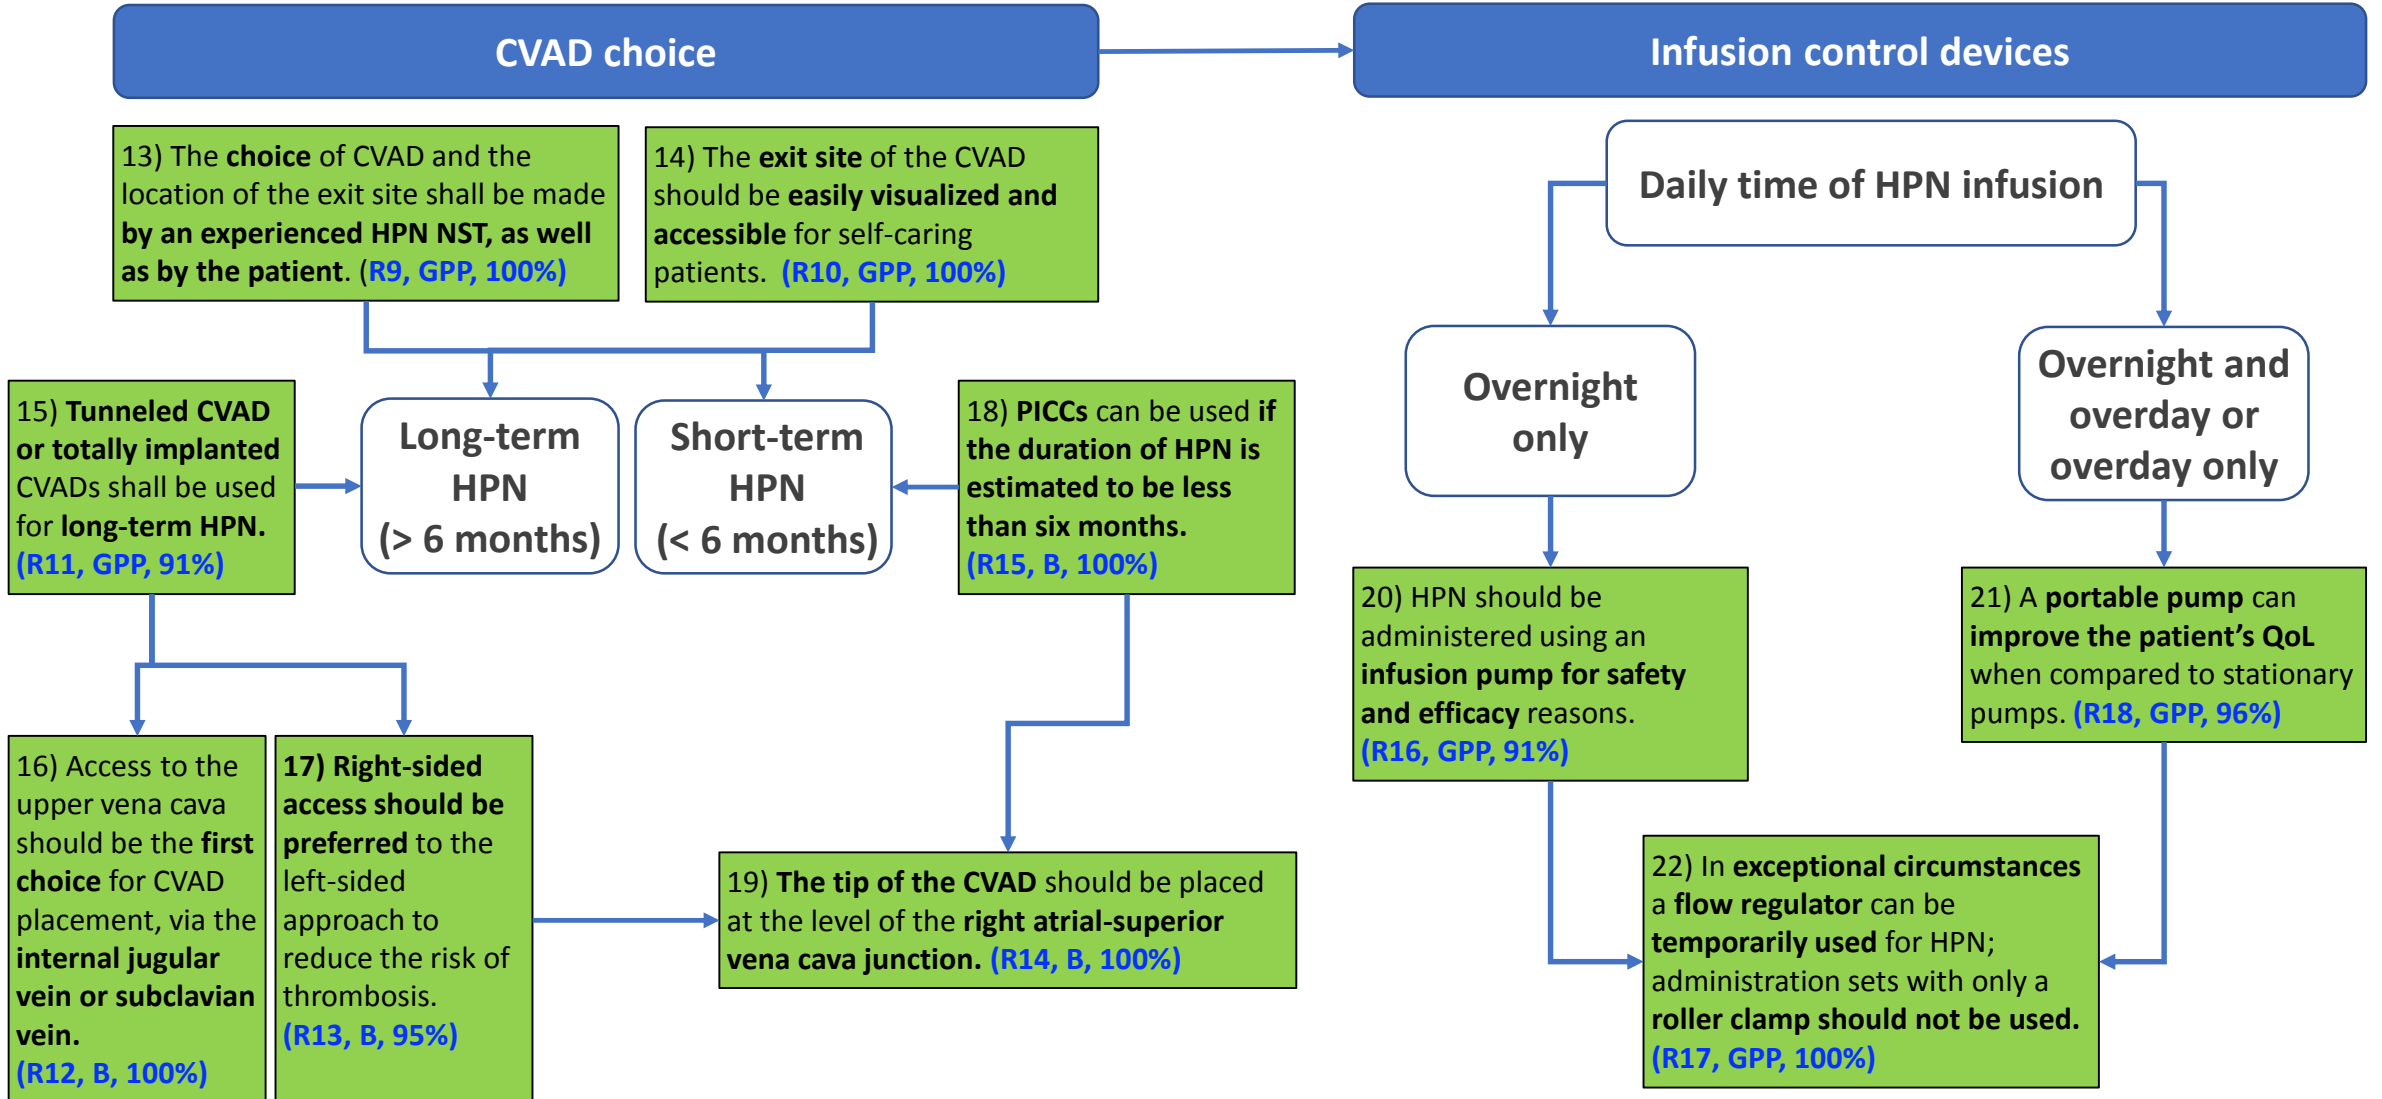 CVAD choice
Infusion control devices
13) The choice of CVAD and the
location of the exit site shall be made
by an experienced HPN NST, as well
as by the patient. (R9, GPP, 100%)
14) The exit site of the CVAD
should be easily visualized and
accessible for self-caring
patients. (R10, GPP, 100%)
15) Tunneled CVAD
or totally implanted
CVADs shall be used
for long-term HPN.
(R11, GPP, 91%)
Long-term
HPN
(> 6 months)
Short-term
HPN
(< 6 months)
18) PICCs can be used if
the duration of HPN is
estimated to be less
than six months.
(R15, B, 100%)
16) Access to the
upper vena cava
should be the first
choice for CVAD
placement, via the
internal jugular
vein or subclavian
vein.
(R12, B, 100%)
17) Right-sided
access should be
preferred to the
left-sided
approach to
reduce the risk of
thrombosis.
(R13, B, 95%)
19) The tip of the CVAD should be placed
at the level of the right atrial-superior
vena cava junction. (R14, B, 100%)
Daily time of HPN infusion
Overnight
only
Overnight and
overday or
overday only
20) HPN should be
administered using an
infusion pump for safety
and efficacy reasons.
(R16, GPP, 91%)
21) A portable pump can
improve the patient's QoL
when compared to stationary
pumps. (R18, GPP, 96%)
22) In exceptional circumstances
a flow regulator can be
temporarily used for HPN;
administration sets with only a
roller clamp should not be used.
(R17, GPP, 100%)